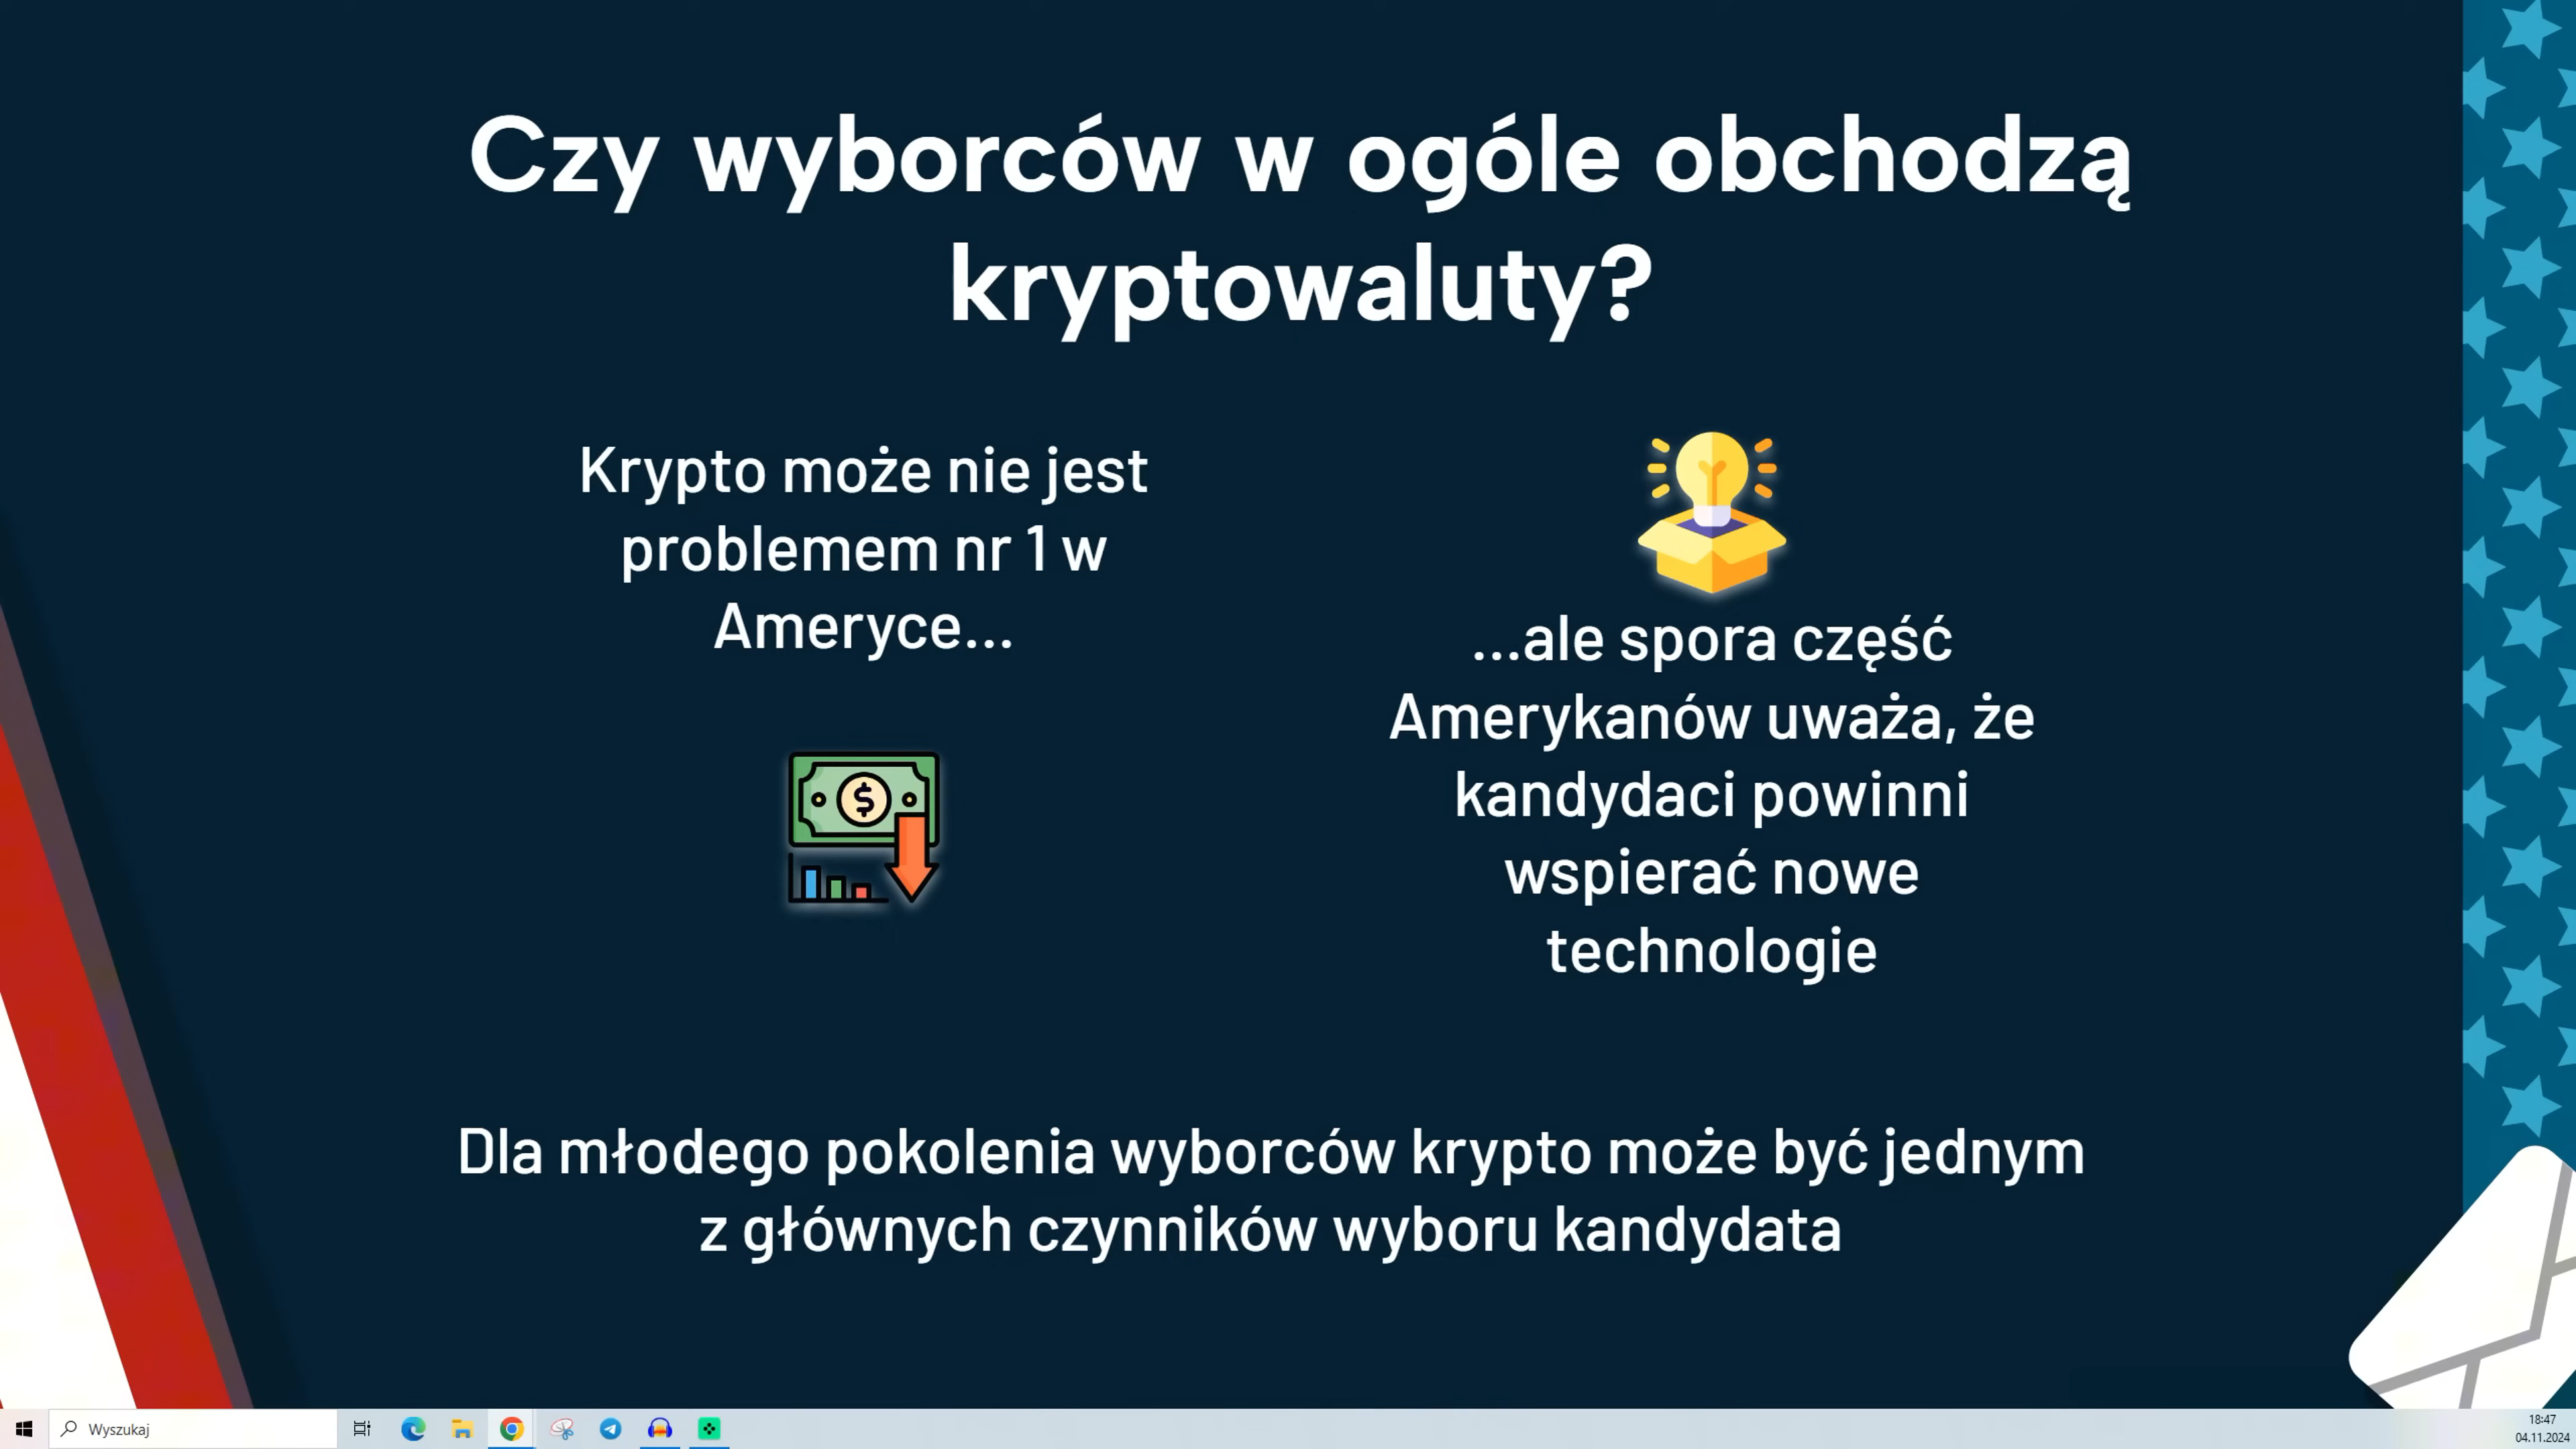 Czy wyborców w ogóle obchodzą
kryptowaluty?
Krypto może nie jest
problemem nr 1 w
Ameryce...
...ale spora część
Amerykanów uważa, że
kandydaci powinni
wspierać nowe
technologie
Dla młodego pokolenia wyborców krypto może być jednym
z głównych czynników wyboru kandydata
Wyszukaj
18:47
04.11.2024